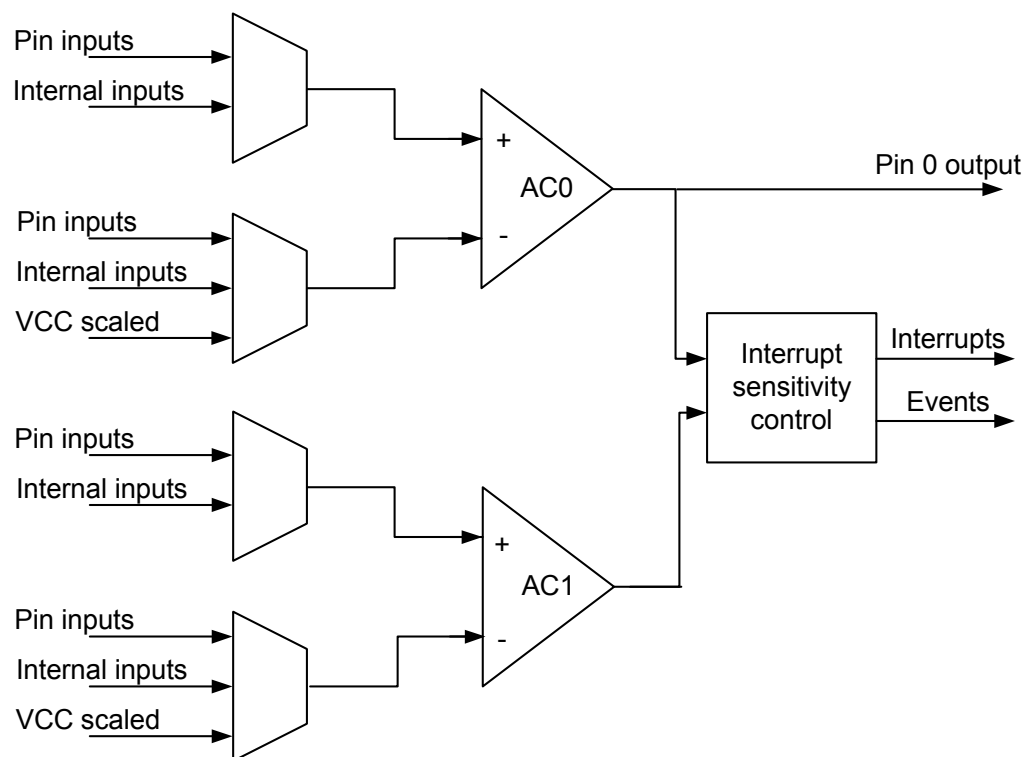 Pin inputs
Internal inputs
+
AC0
-
Pin 0 output
Pin inputs
Internal inputs
VCC scaled
Interrupt
sensitivity
control
Interrupts
Events
Pin inputs
Internal inputs
+
AC1
-
Pin inputs
Internal inputs
VCC scaled